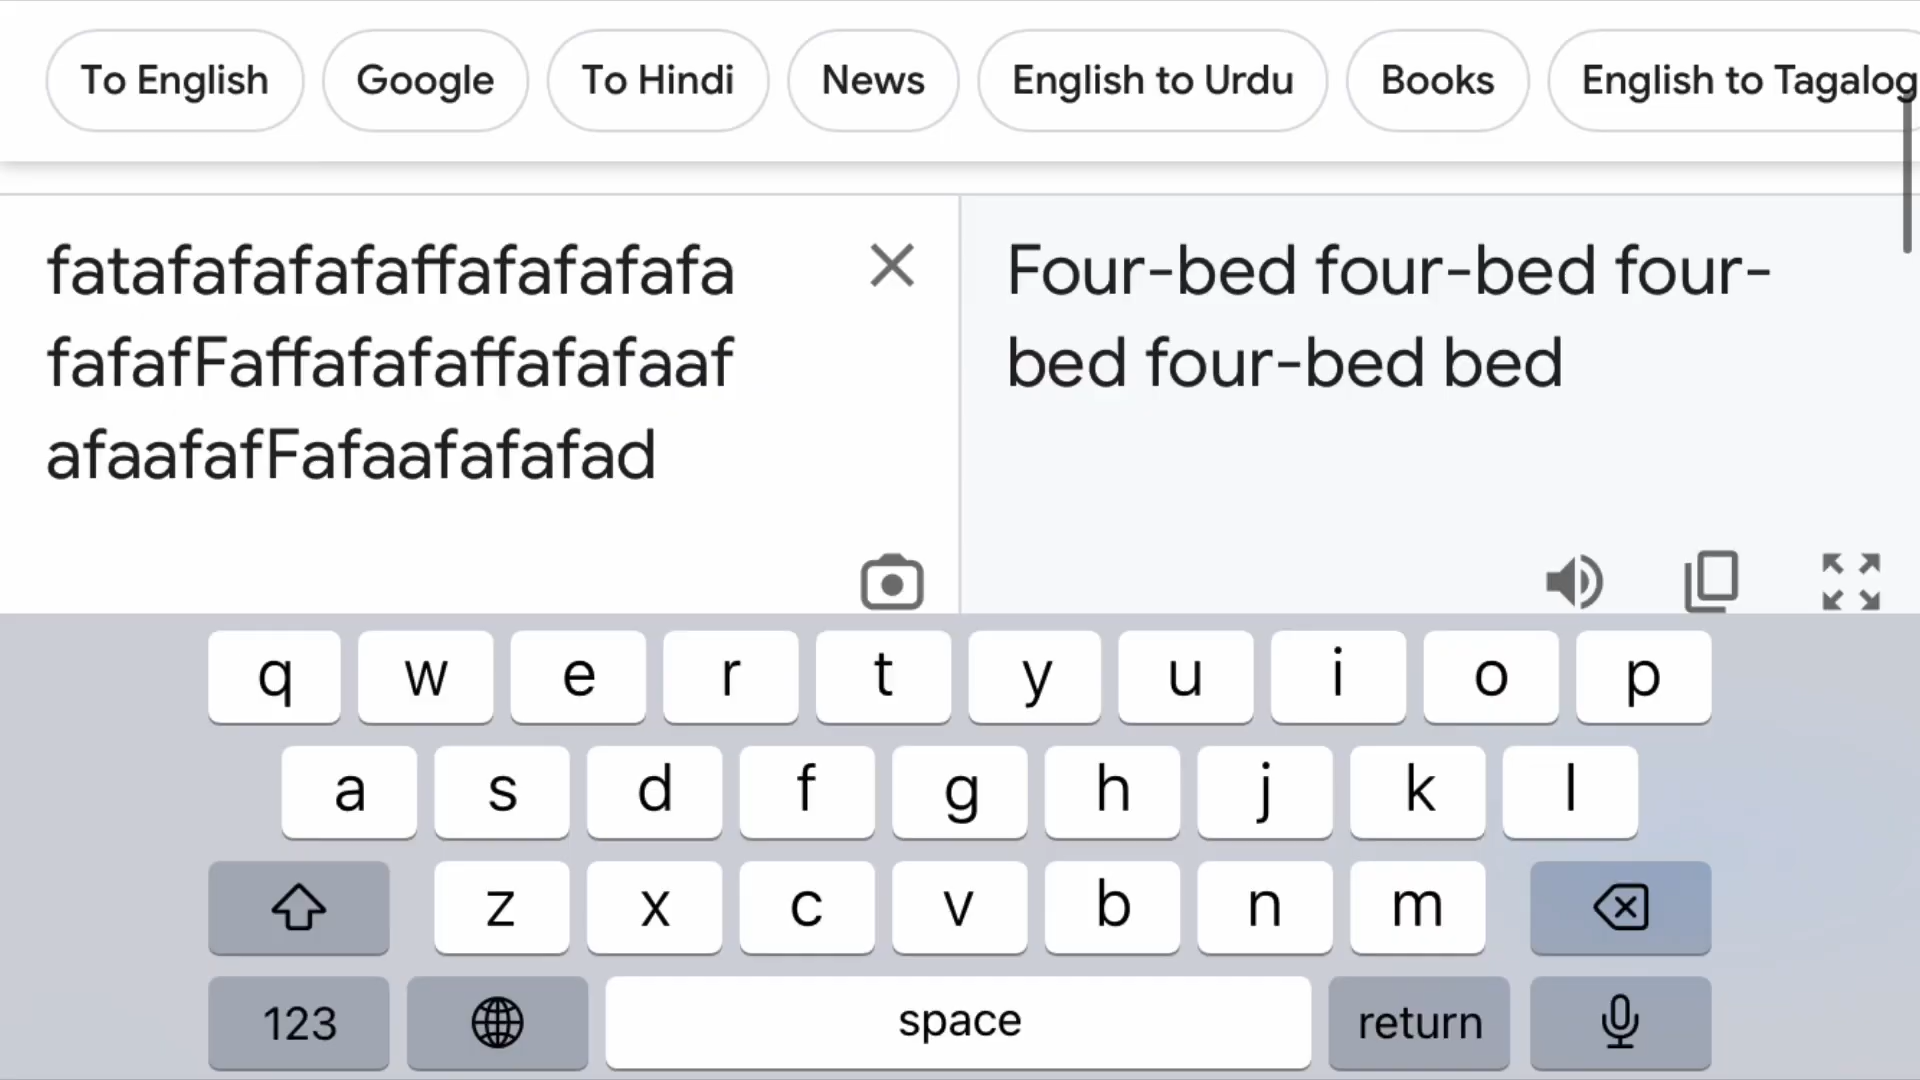 To English Google To Hindi News English to Urdu Books English to Tagalog
fatafafafafaffafafafafa
fafafFaffafafaffafafaaf
afaafafFafaafafafad
Four-bed four-bed four-
bed four-bed bed
q w e r t y u i o p
a s d f g h j k l
z x c v b n m
123 space return